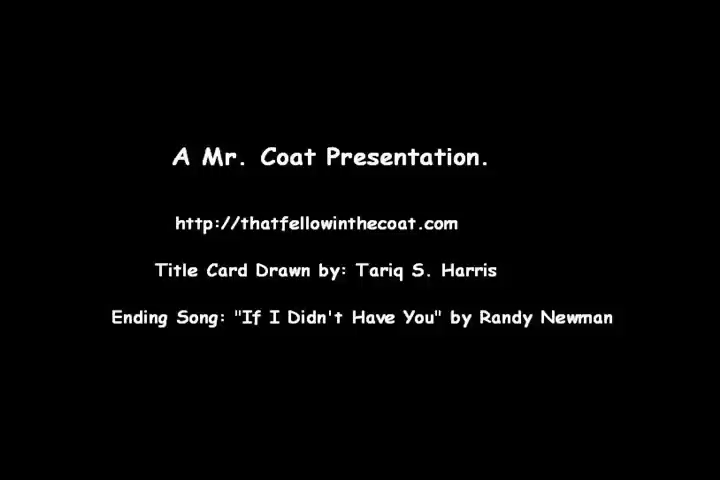 A Mr. Coat Presentation.
http://thatfellowinthecoat.com
Title Card Drawn by: Tariq S. Harris
Ending Song: "If I Didn't Have You" by Randy Newman